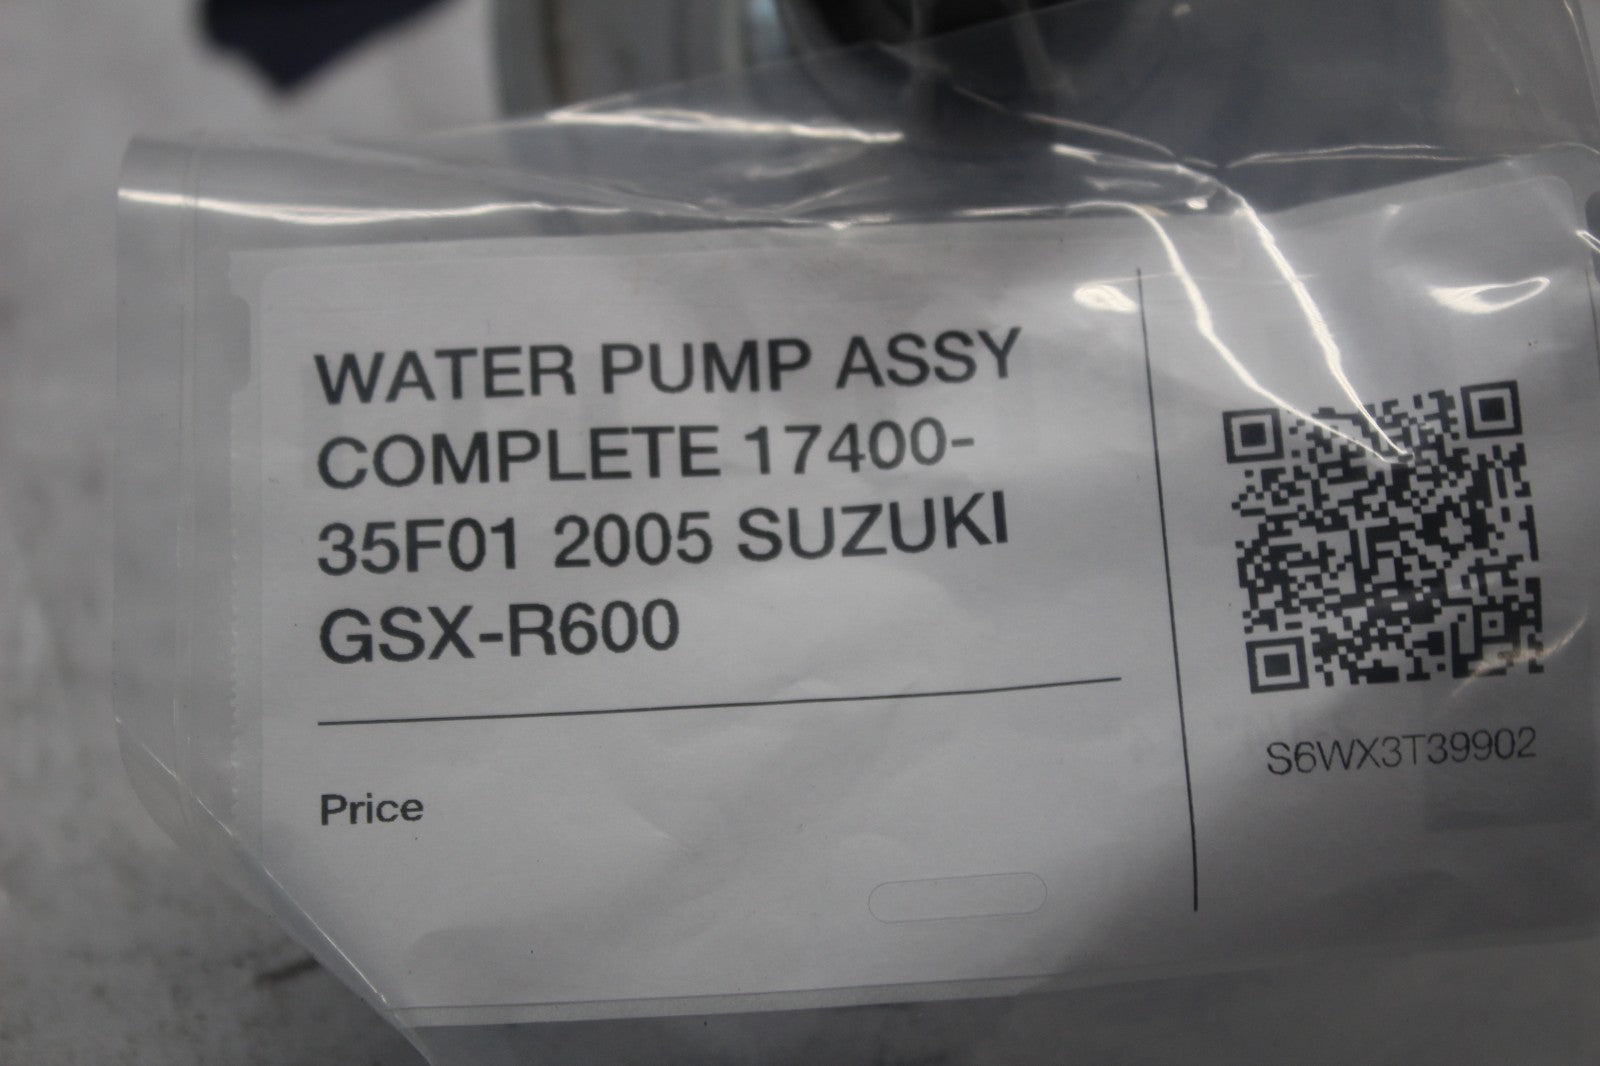 WATER PUMP ASSY
COMPLETE 17400-
35F01 2005 SUZUKI
GSX-R600
Price
S6WX3T39902